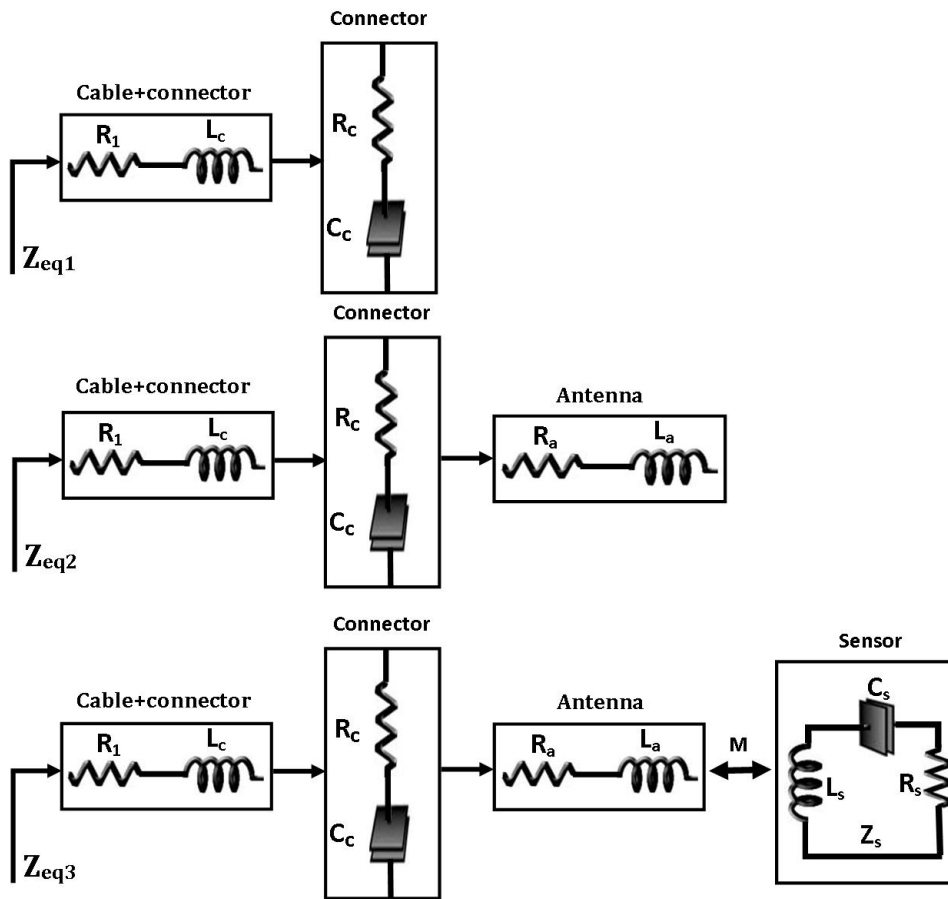 Connector
Cable+connector
R1 Lc
Rc
Cc
Zeq1
Connector
Cable+connector
Antenna
R1 Lc
Rc
Ra La
Cc
Zeq2
Connector
Sensor
Cable+connector
Antenna
Cs
R1 Lc
Rc
Ra La
M
Ls Rs
Cc
Zs
Zeq3